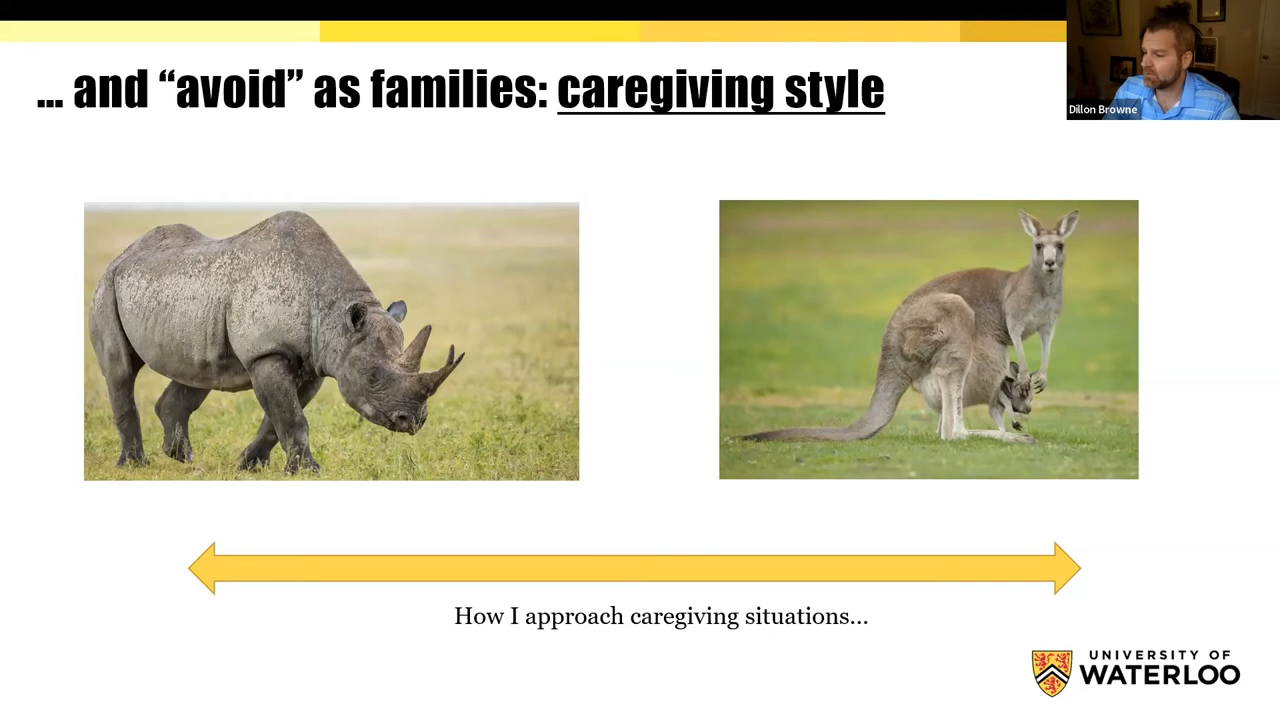 ... and “avoid” as families: caregiving style
Dillon Browne
How I approach caregiving situations...
UNIVERSITY OF
WATERLOO